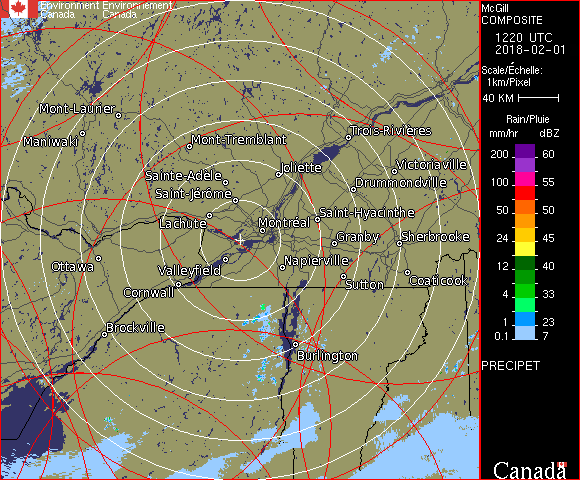 Environment Environnement
Canada Canada
McGill
COMPOSITE
1220 UTC
2018-02-01
Scale/Échelle:
1km/Pixel
40 KM
Rain/Pluie
mm/hr dBZ
200 60
150 57
100 55
50 50
24 45
12 40
4 33
1 23
0.1 7
PRECIPET
Canada
Mont-Laurier
Maniwaki
Mont-Tremblant
Trois-Rivières
Sainte-Adèle
Joliette
Victoriaville
Saint-Jérôme
Drummondville
Lachute
Montréal
Saint-Hyacinthe
Granby
Sherbrooke
Ottawa
Valleyfield
Napierville
Cornwall
Sutton
Coaticook
Brockville
Burlington